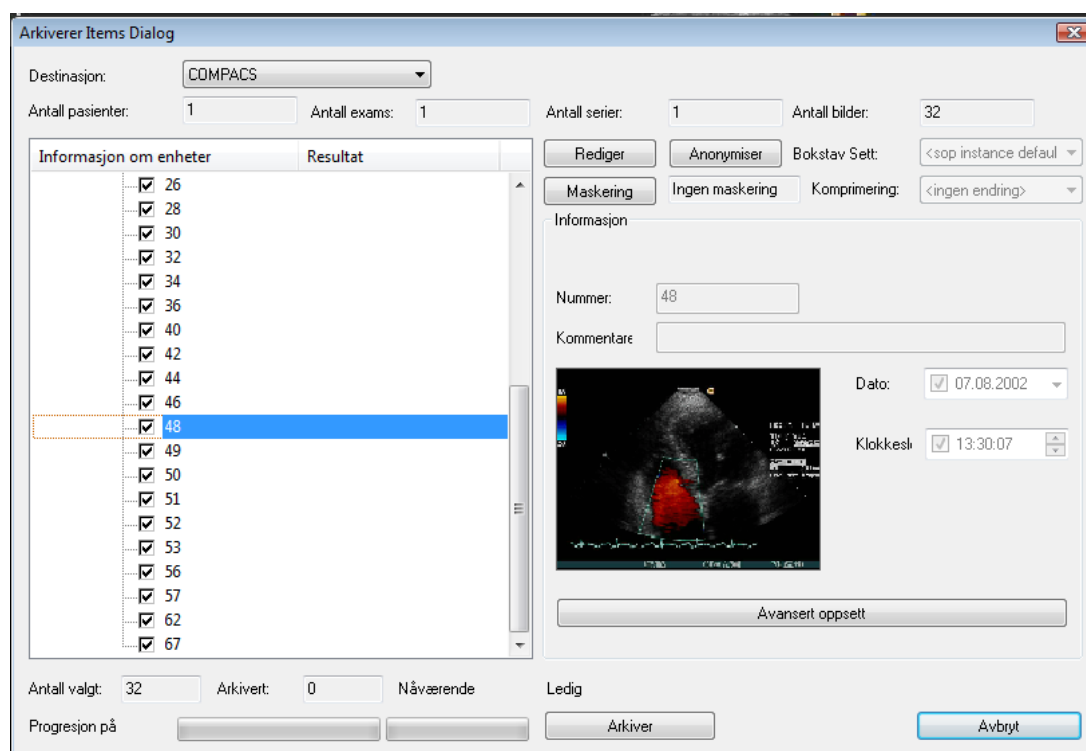 Arkiverer Items Dialog
Destinasjon: COMPACS
Antall pasienter: 1 Antall exams: 1 Antall serier: 1 Antall bilder: 32
Informasjon om enheter Resultat
Rediger Anonymiser Bokstav Sett: <sop instance defaul
Maskering Ingen maskering Komprimering: <ingen endring>
26
28
30
32
34
36
40
42
44
46
48
49
50
51
52
53
56
57
62
67
Informasjon
Nummer: 48
Kommentare
Dato: 07.08.2002
Klokkesl 13:30:07
Avansert oppsett
Antall valgt: 32 Arkivert: 0 Nåværende Ledig
Progresjon på Arkiver Avbryt